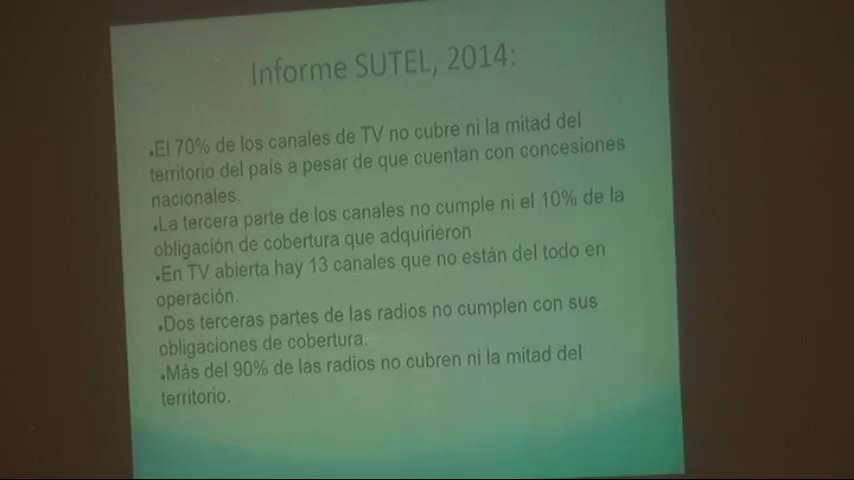 Informe SUTEL, 2014:
•El 70% de los canales de TV no cubre ni la mitad del
territorio del país a pesar de que cuentan con concesiones
nacionales.
•La tercera parte de los canales no cumple ni el 10% de la
obligación de cobertura que adquirieron
•En TV abierta hay 13 canales que no están del todo en
operación.
•Dos terceras partes de las radios no cumplen con sus
obligaciones de cobertura.
•Más del 90% de las radios no cubren ni la mitad del
territorio.